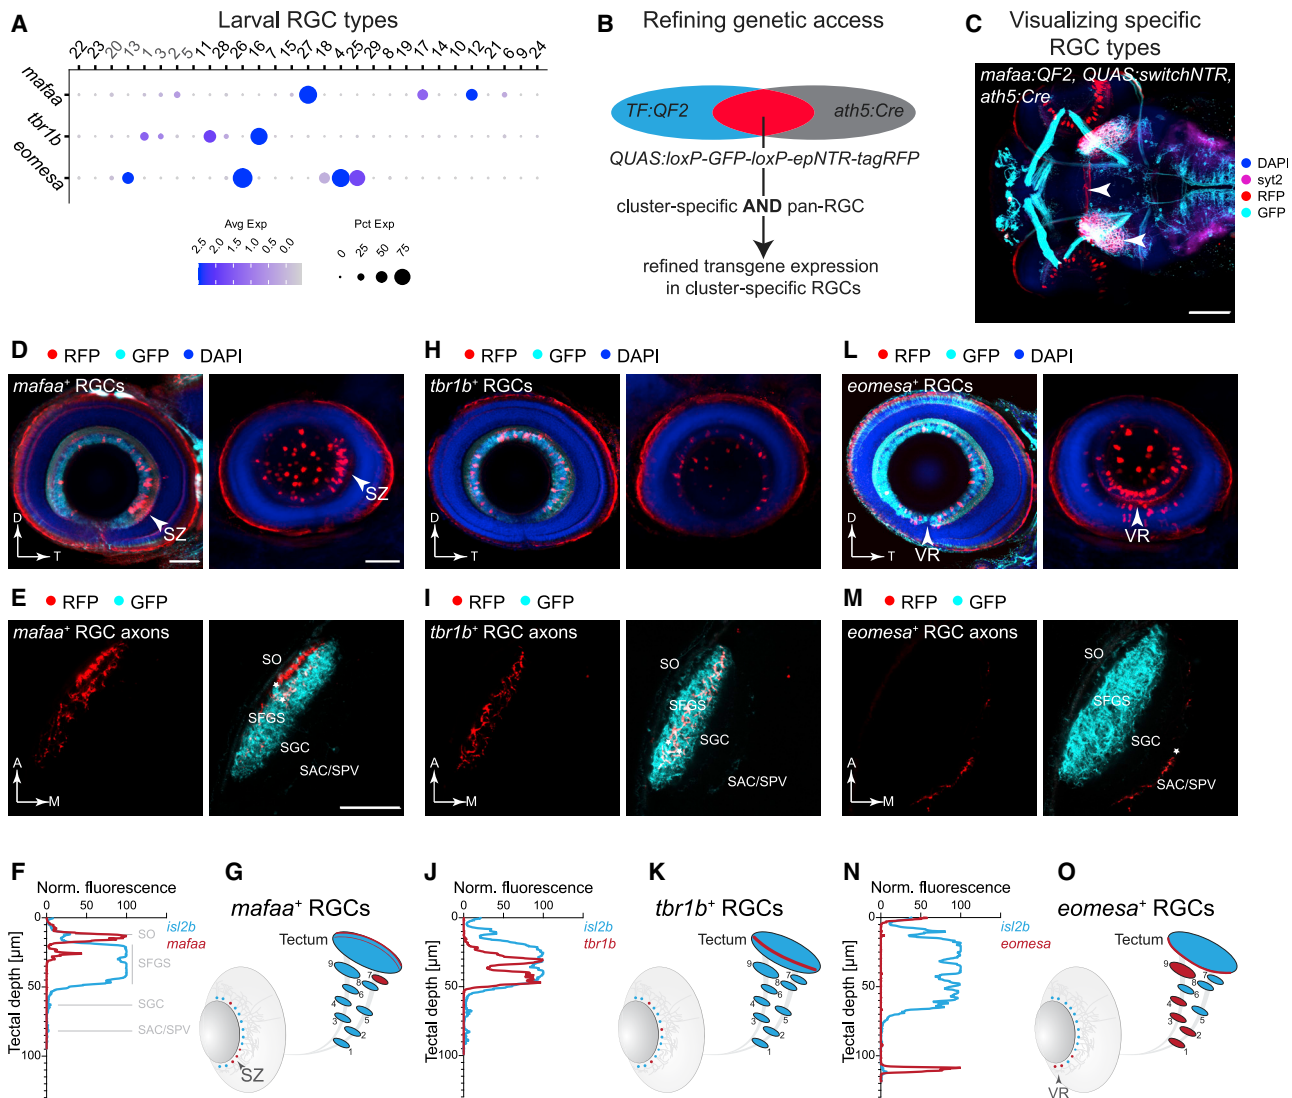 A
Larval RGC types
22 23 20 13 1 3 2 5 11 28 26 16 7 15 27 18 4 25 29 8 19 17 14 10 12 21 6 9 24
mafaa
tbr1b
eomesa
Avg Exp
2.5 2.0 1.5 1.0 0.5 0.0
Pct Exp
0 25 50 75
B
Refining genetic access
TF:QF2
ath5:Cre
QUAS:loxP-GFP-loxP-epNTR-tagRFP
cluster-specific AND pan-RGC
refined transgene expression
in cluster-specific RGCs
C
Visualizing specific
RGC types
mafaa:QF2, QUAS:switchNTR,
ath5:Cre
DAPI
syt2
RFP
GFP
D
RFP GFP DAPI
mafaa+ RGCs
SZ
SZ
D
T
H
RFP GFP DAPI
tbr1b+ RGCs
D
T
L
RFP GFP DAPI
eomesa+ RGCs
VR
VR
D
T
E
RFP GFP
mafaa+ RGC axons
A
M
SO
SFGS
SGC
SAC/SPV
I
RFP GFP
tbr1b+ RGC axons
A
M
SO
SFGS
SGC
SAC/SPV
M
RFP GFP
eomesa+ RGC axons
A
M
SO
SFGS
SGC
SAC/SPV
F
Norm. fluorescence
0 50 100
isl2b
mafaa
Tectal depth [µm]
0
50
100
SO
SFGS
SGC
SAC/SPV
G
mafaa+ RGCs
Tectum
9
7
8
6
4
5
3
2
1
SZ
J
Norm. fluorescence
0 50 100
isl2b
tbr1b
Tectal depth [µm]
0
50
100
K
tbr1b+ RGCs
Tectum
9
7
8
6
4
5
3
2
1
N
Norm. fluorescence
0 50 100
isl2b
eomesa
Tectal depth [µm]
0
50
100
O
eomesa+ RGCs
Tectum
9
7
8
6
4
5
3
2
1
VR